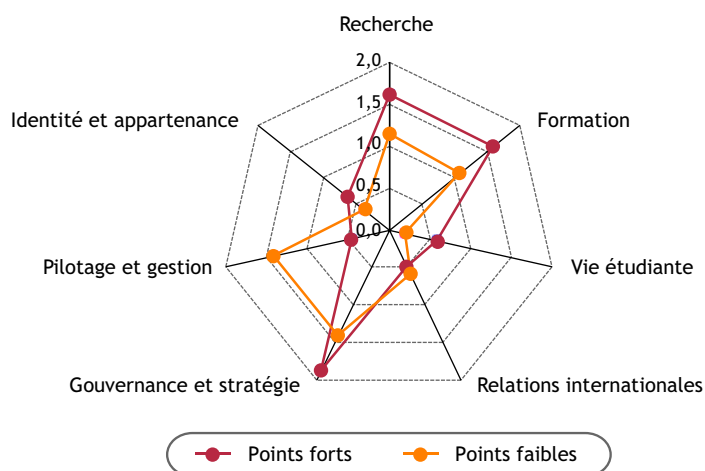 Recherche
2,0
1,5
1,0
0,5
0,0
Identité et appartenance
Formation
Pilotage et gestion
Vie étudiante
Gouvernance et stratégie
Relations internationales
Points forts
Points faibles